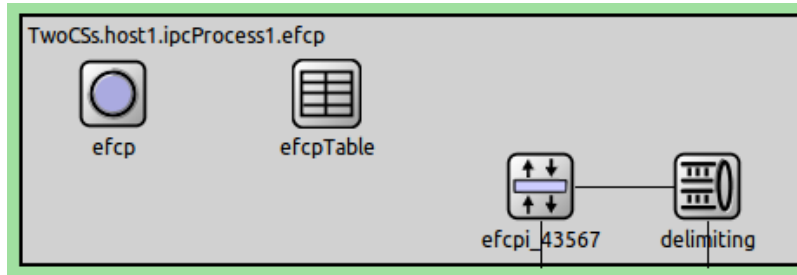 TwoCSs.host1.ipcProcess1.efcp
efcp
efcpTable
efcpi_43567
delimiting